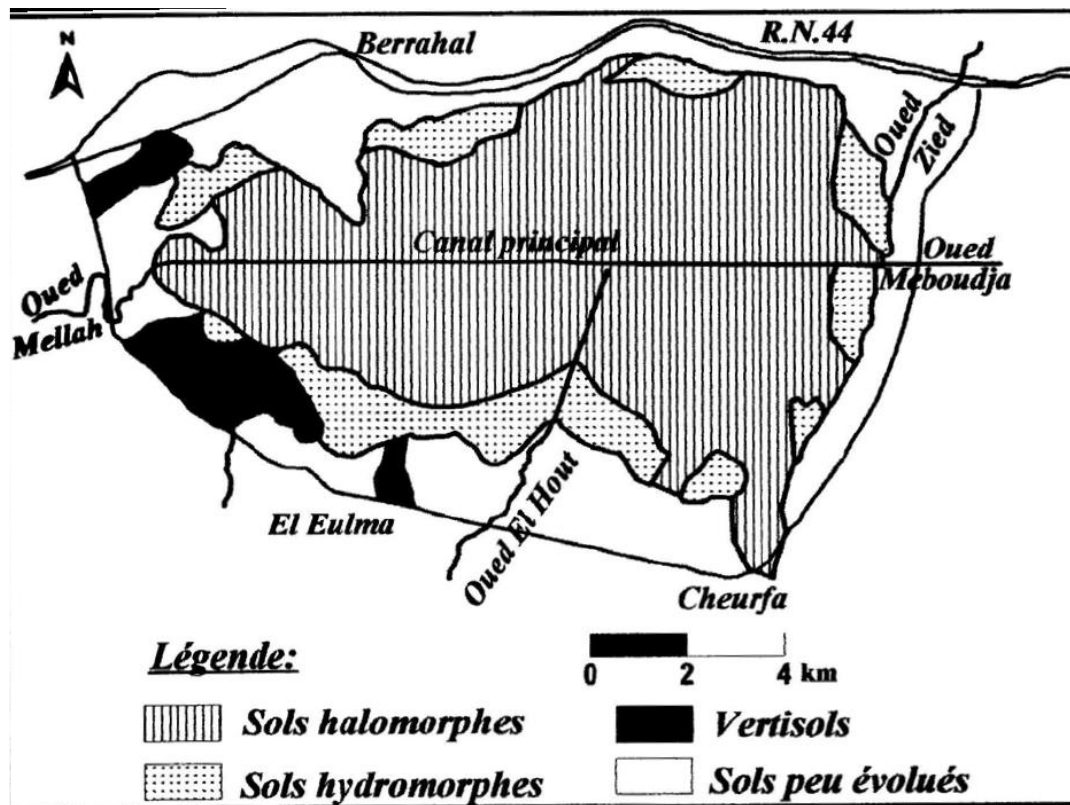 N
Berrahal
R.N.44
Oued
Zied
Canal principal
Oued
Meboudja
Oued
Mellah
El Eulma
Oued El Hout
Cheurfa
Légende:
0 2 4 km
Sols halomorphes
Vertisols
Sols hydromorphes
Sols peu évolués